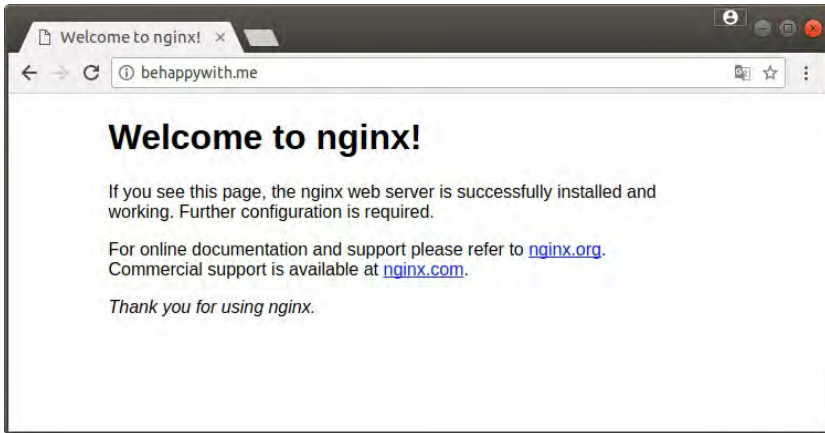 Welcome to nginx!
behappywith.me
Welcome to nginx!
If you see this page, the nginx web server is successfully installed and
working. Further configuration is required.
For online documentation and support please refer to nginx.org.
Commercial support is available at nginx.com.
Thank you for using nginx.